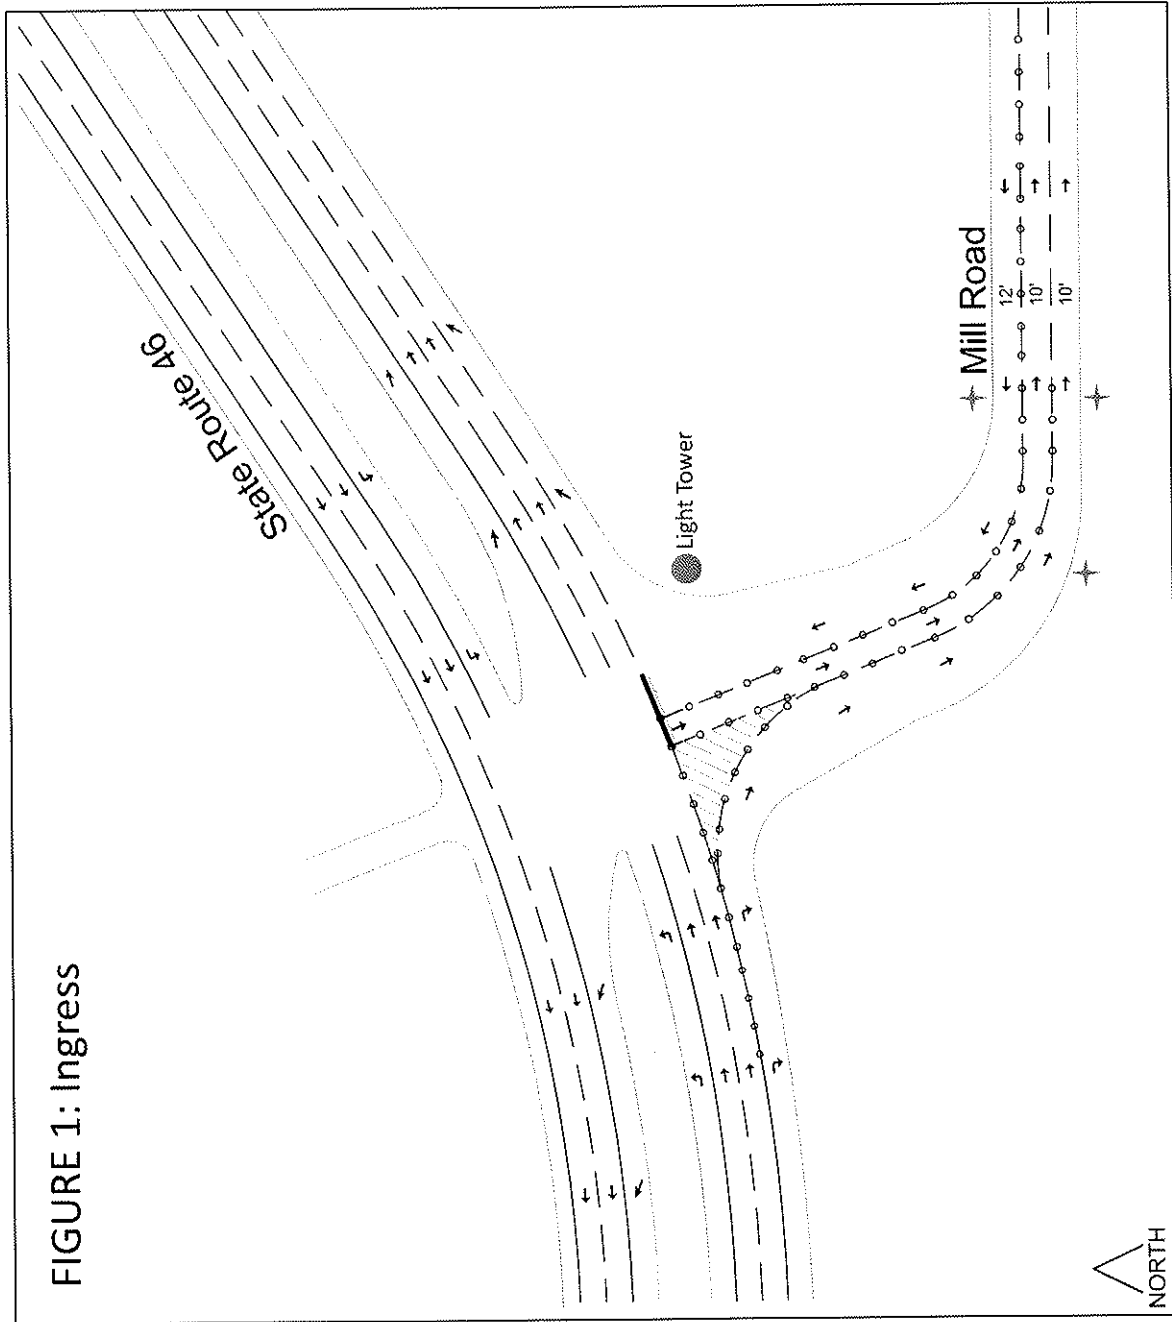 FIGURE 1: Ingress
State Route 46
Light Tower
Mill Road
12'
10'
10'
NORTH